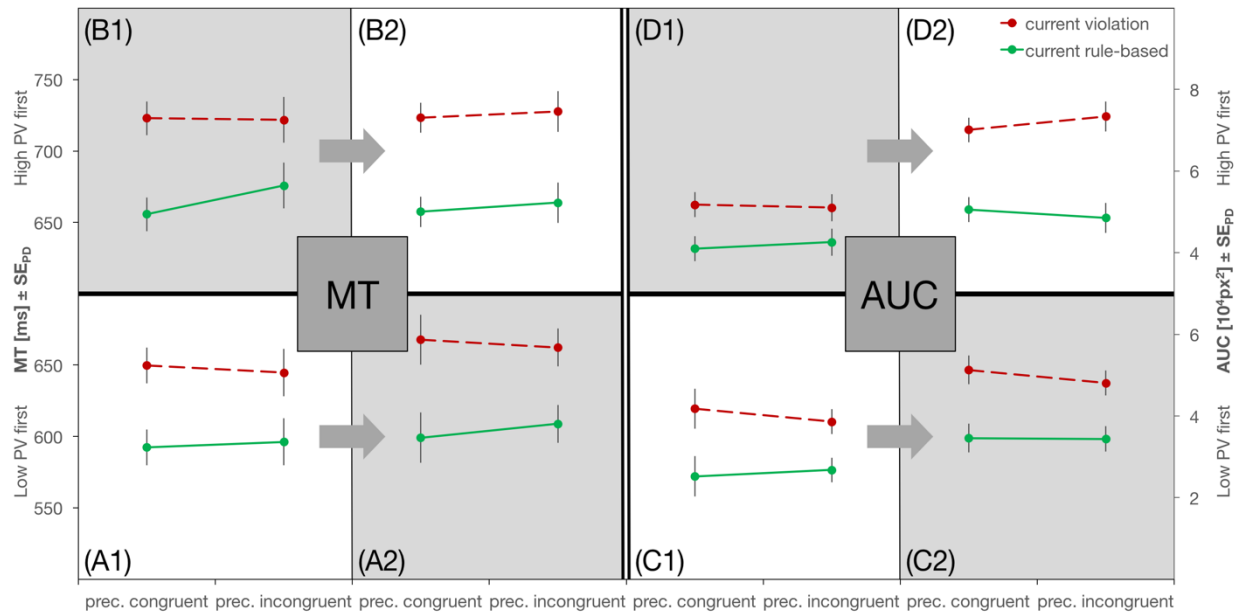 (B1)
(B2)
(D1)
(D2)
current violation
current rule-based
750
700
650
8
6
4
High PV first
High PV first
MT [ms] ± SE_PD
AUC [10⁴px²] ± SE_PD
MT
AUC
650
600
550
6
4
2
Low PV first
Low PV first
(A1)
(A2)
(C1)
(C2)
prec. congruent prec. incongruent prec. congruent prec. incongruent prec. congruent prec. incongruent prec. congruent prec. incongruent